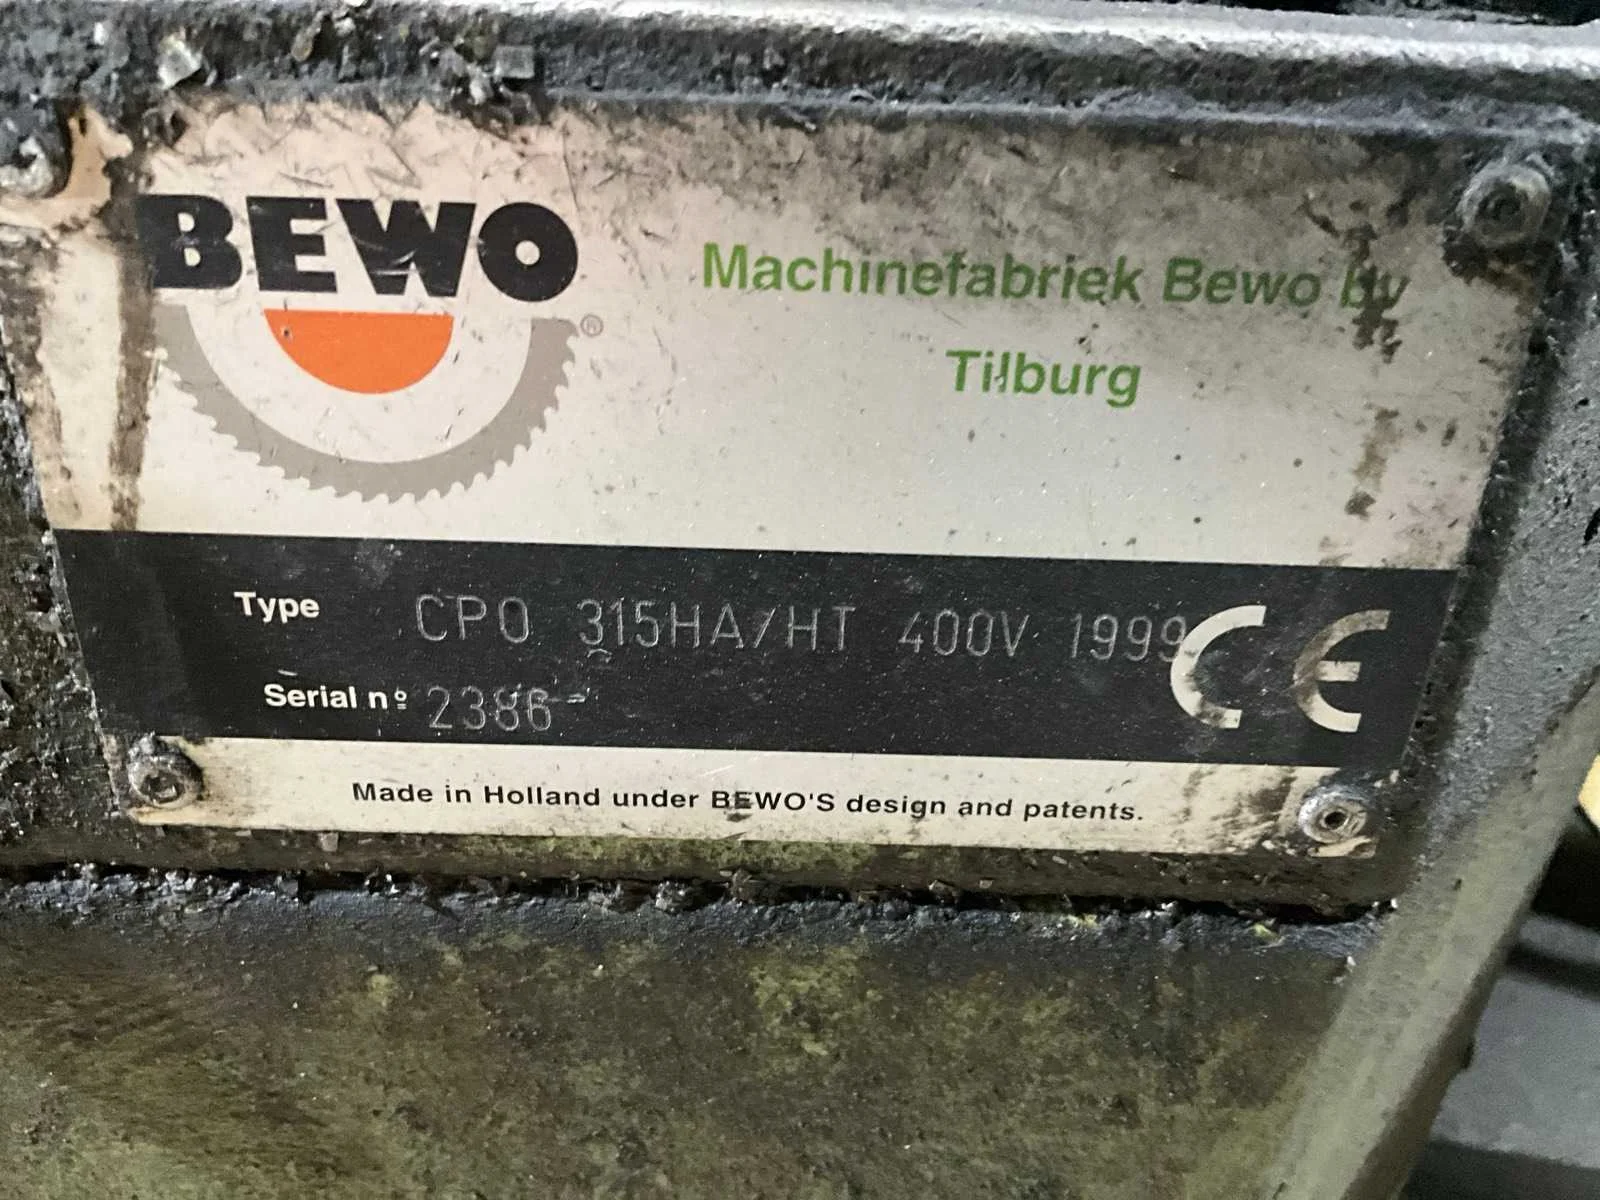 BEWO
®
Machinefabriek Bewo bv
Tilburg
Type CPO 315HA/HT 400V 1999 CE
Serial nº 2386
Made in Holland under BEWO'S design and patents.